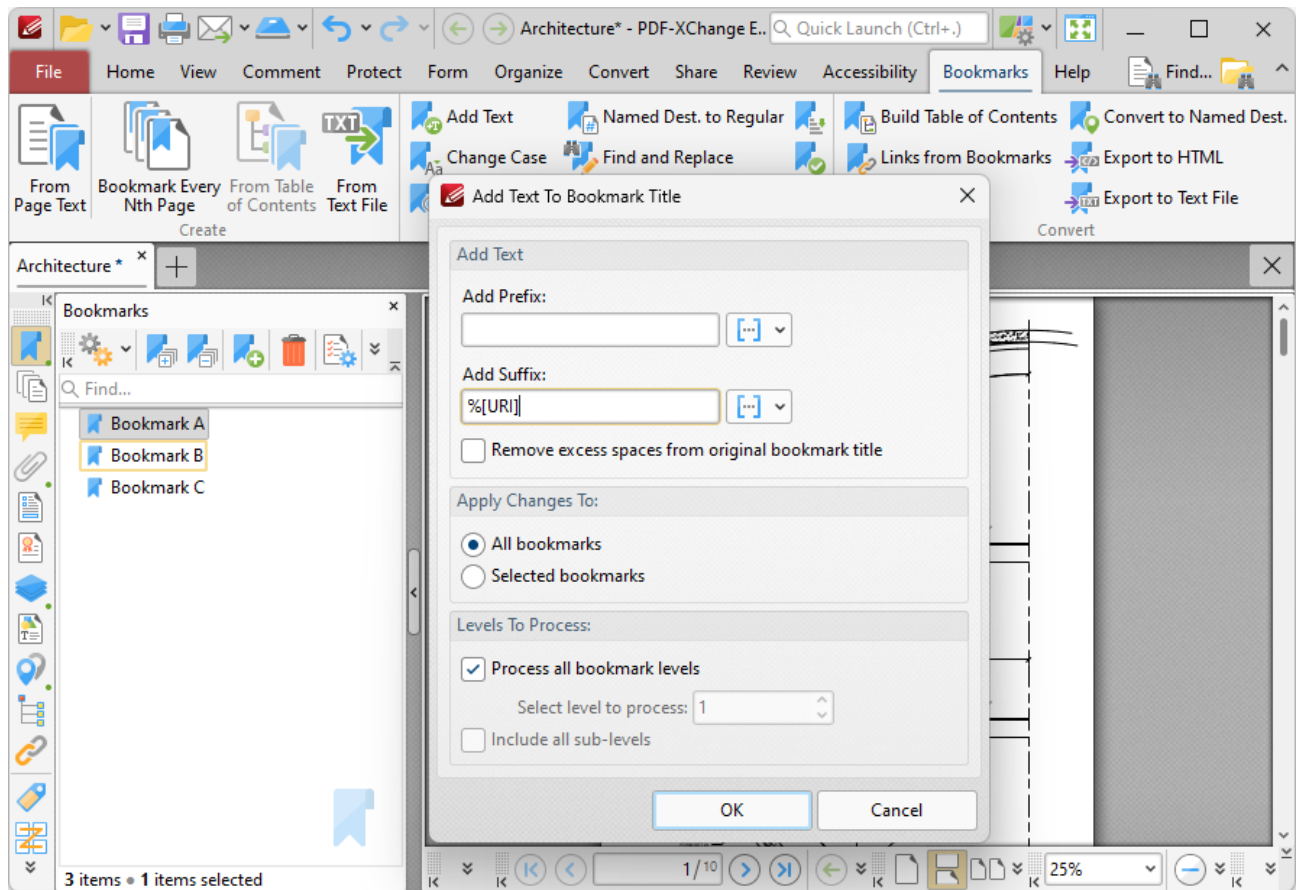 Architecture* - PDF-XChange E.. Quick Launch (Ctrl+.)
File Home View Comment Protect Form Organize Convert Share Review Accessibility Bookmarks Help Find...
TXT Add Text Named Dest. to Regular Build Table of Contents Convert to Named Dest.
Aä Change Case Find and Replace Links from Bookmarks Export to HTML
From Page Text
Bookmark Every Nth Page
From Table of Contents
From Text File
TXT Export to Text File
Create
Convert
Architecture *
Bookmarks
Find...
Bookmark A
Bookmark B
Bookmark C
3 items • 1 items selected
Add Text To Bookmark Title
Add Text
Add Prefix:
Add Suffix:
%[URI]
Remove excess spaces from original bookmark title
Apply Changes To:
All bookmarks
Selected bookmarks
Levels To Process:
Process all bookmark levels
Select level to process: 1
Include all sub-levels
OK Cancel
1/10 25%